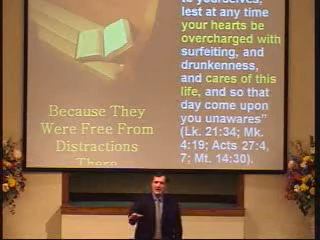 to yourselves,
lest at any time
your hearts be
overcharged with
surfeiting, and
drunkenness,
and cares of this
life, and so that
day come upon
you unawares”
(Lk. 21:34; Mk.
4:19; Acts 27:4,
7; Mt. 14:30).
Because They
Were Free From
Distractions
There